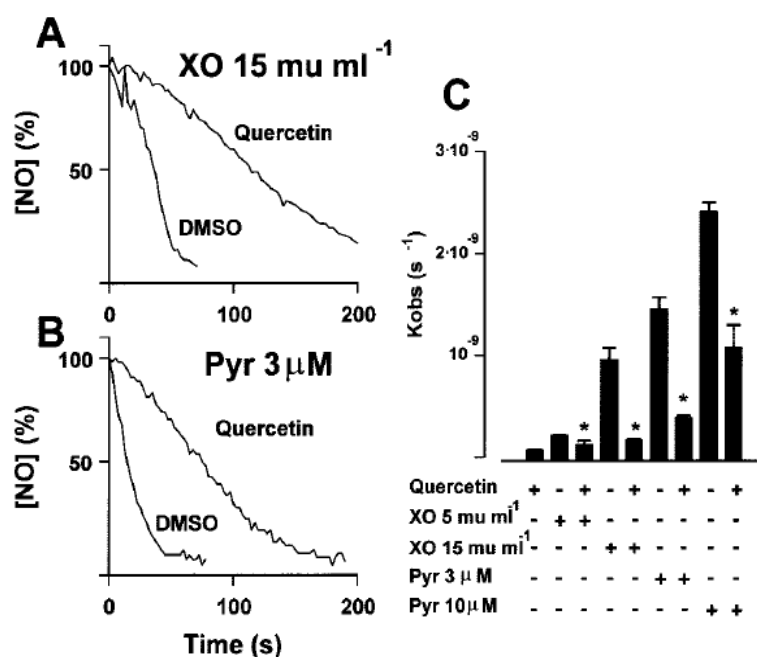 A
XO 15 mu ml -1
[NO] (%)
100
50
Quercetin
DMSO
0
100
200
B
Pyr 3 µM
[NO] (%)
100
50
Quercetin
DMSO
0
100
200
Time (s)
C
Kobs (s -1)
3·10 -9
2·10 -9
10 -9
* * * *
Quercetin + - + - + - + - +
XO 5 mu ml-1 - + + - - - - - -
XO 15 mu ml-1 - - - + + - - - -
Pyr 3 µM - - - - - + + - -
Pyr 10µM - - - - - - - + +